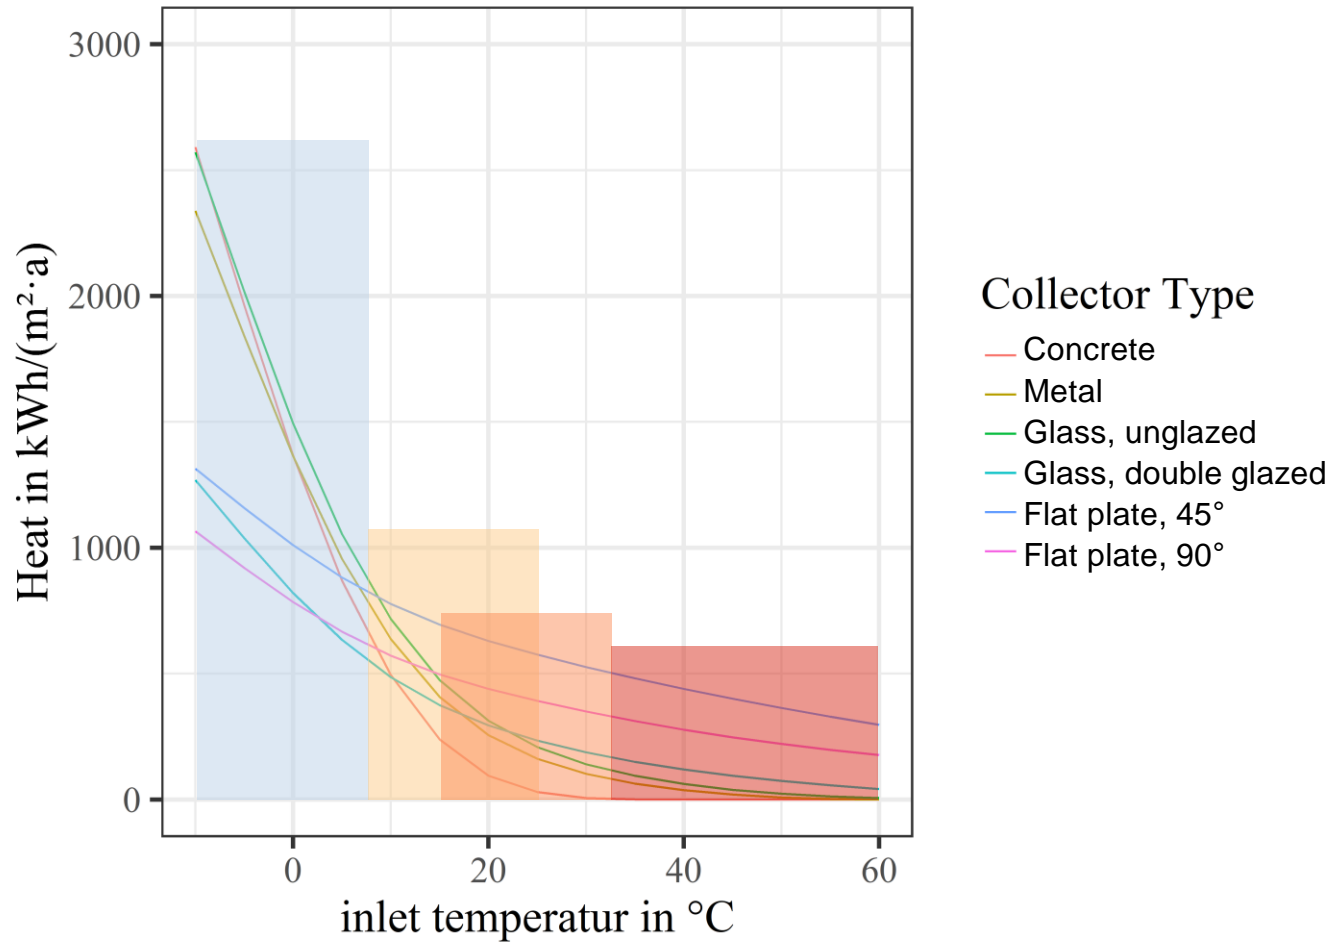 3000
2000
1000
0
Heat in kWh/(m²·a)
0
20
40
60
inlet temperatur in °C
Collector Type
Concrete
Metal
Glass, unglazed
Glass, double glazed
Flat plate, 45°
Flat plate, 90°